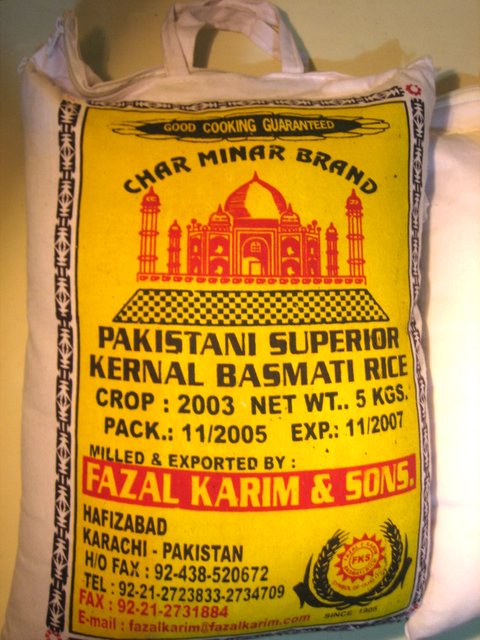 GOOD COOKING GUARANTEED
CHAR MINAR BRAND
PAKISTANI SUPERIOR
KERNAL BASMATI RICE
CROP : 2003 NET WT.. 5 KGS.
PACK.: 11/2005 EXP.: 11/2007
MILLED & EXPORTED BY :
FAZAL KARIM & SONS.
HAFIZABAD
KARACHI - PAKISTAN
H/O FAX : 92-438-520672
TEL : 92-21-2723833-2734709
FAX : 92-21-2731884
E-mail : fazalkarim@fazalkarim.com
FKS
SINCE 1905